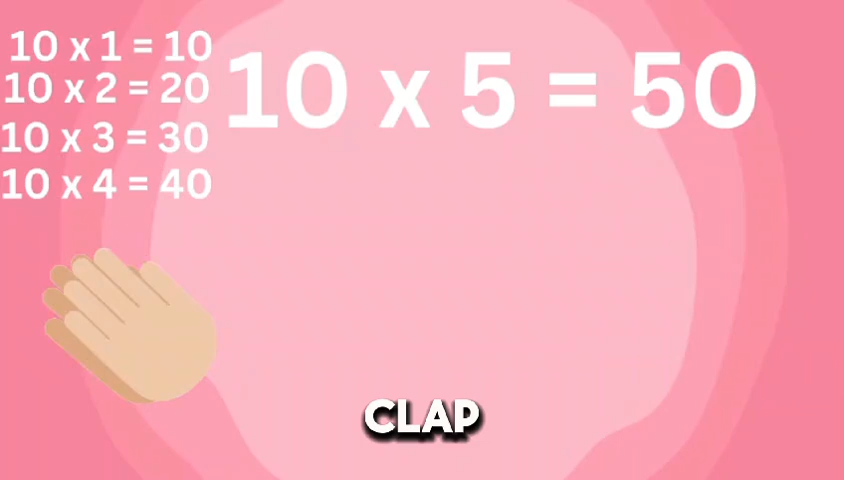 10 x 1 = 10
10 x 2 = 20
10 x 3 = 30
10 x 4 = 40
10 x 5 = 50
CLAP